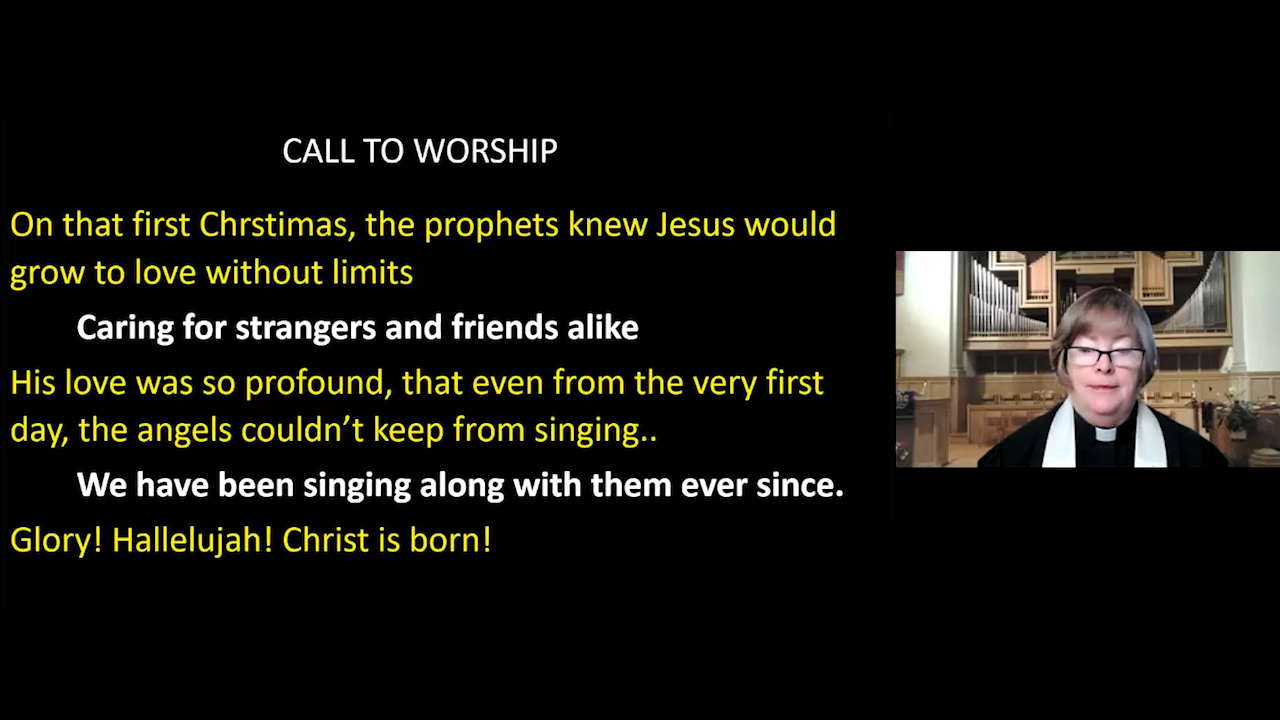 CALL TO WORSHIP
On that first Chrstimas, the prophets knew Jesus would
grow to love without limits
Caring for strangers and friends alike
His love was so profound, that even from the very first
day, the angels couldn’t keep from singing..
We have been singing along with them ever since.
Glory! Hallelujah! Christ is born!